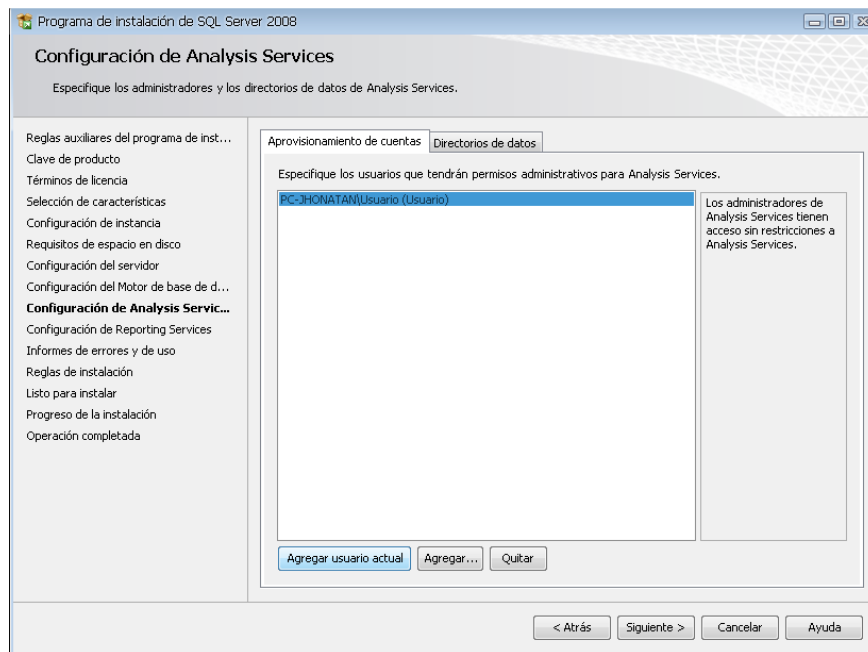 Programa de instalación de SQL Server 2008
Configuración de Analysis Services
Especifique los administradores y los directorios de datos de Analysis Services.
Reglas auxiliares del programa de inst...
Clave de producto
Términos de licencia
Selección de características
Configuración de instancia
Requisitos de espacio en disco
Configuración del servidor
Configuración del Motor de base de d...
Configuración de Analysis Servic...
Configuración de Reporting Services
Informes de errores y de uso
Reglas de instalación
Listo para instalar
Progreso de la instalación
Operación completada
Aprovisionamiento de cuentas
Directorios de datos
Especifique los usuarios que tendrán permisos administrativos para Analysis Services.
PC-JHONATAN\Usuario (Usuario)
Los administradores de
Analysis Services tienen
acceso sin restricciones a
Analysis Services.
Agregar usuario actual
Agregar...
Quitar
< Atrás
Siguiente >
Cancelar
Ayuda